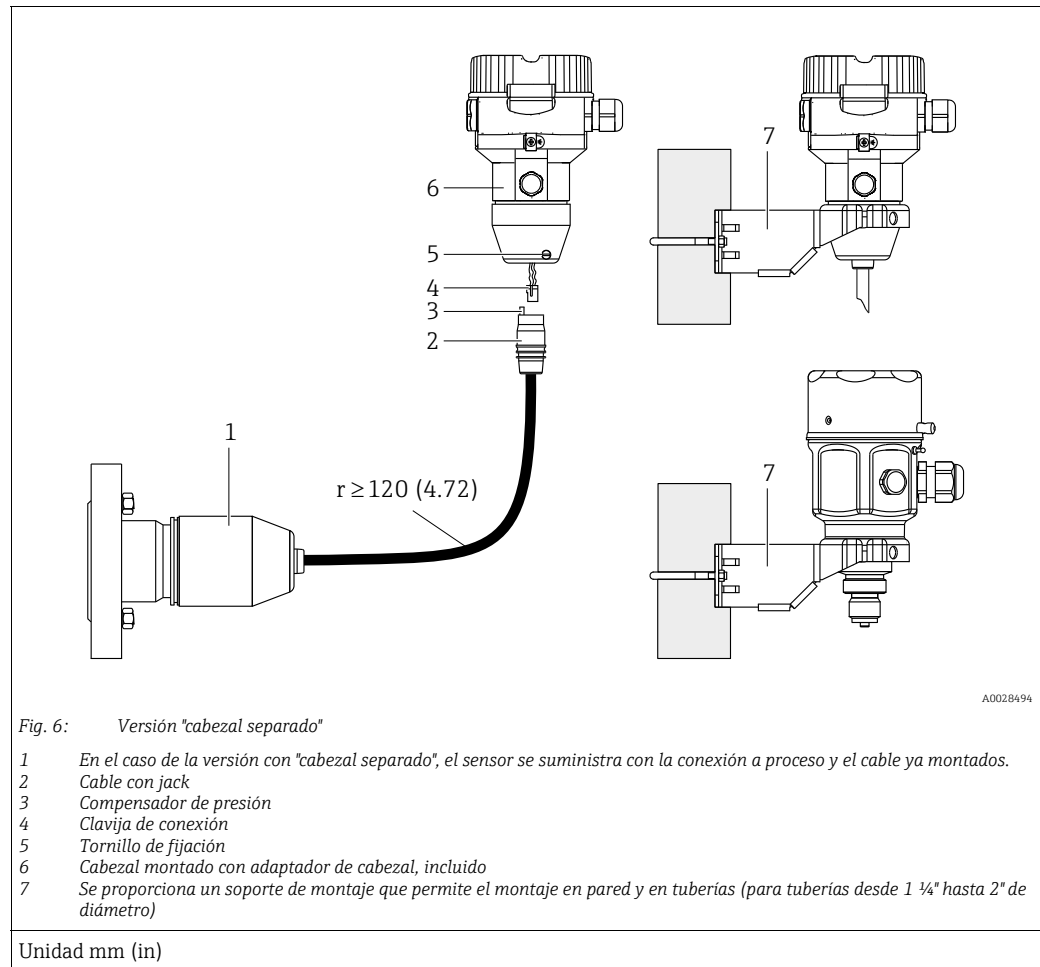 7
6
5
4
3
2
1
r ≥ 120 (4.72)
7
A0028494
Fig. 6: Versión "cabezal separado"
1 En el caso de la versión con "cabezal separado", el sensor se suministra con la conexión a proceso y el cable ya montados.
2 Cable con jack
3 Compensador de presión
4 Clavija de conexión
5 Tornillo de fijación
6 Cabezal montado con adaptador de cabezal, incluido
7 Se proporciona un soporte de montaje que permite el montaje en pared y en tuberías (para tuberías desde 1 ¼" hasta 2" de
diámetro)
Unidad mm (in)